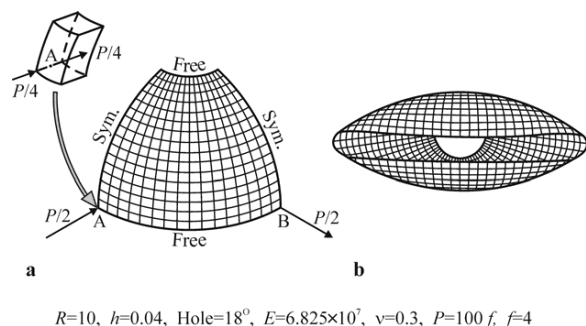 A
P/4
P/4
Free
Sym.
Sym.
P/2
A
B
P/2
Free
a
b
R=10, h=0.04, Hole=18⁰, E=6.825×10⁷, ν=0.3, P=100 f, f=4